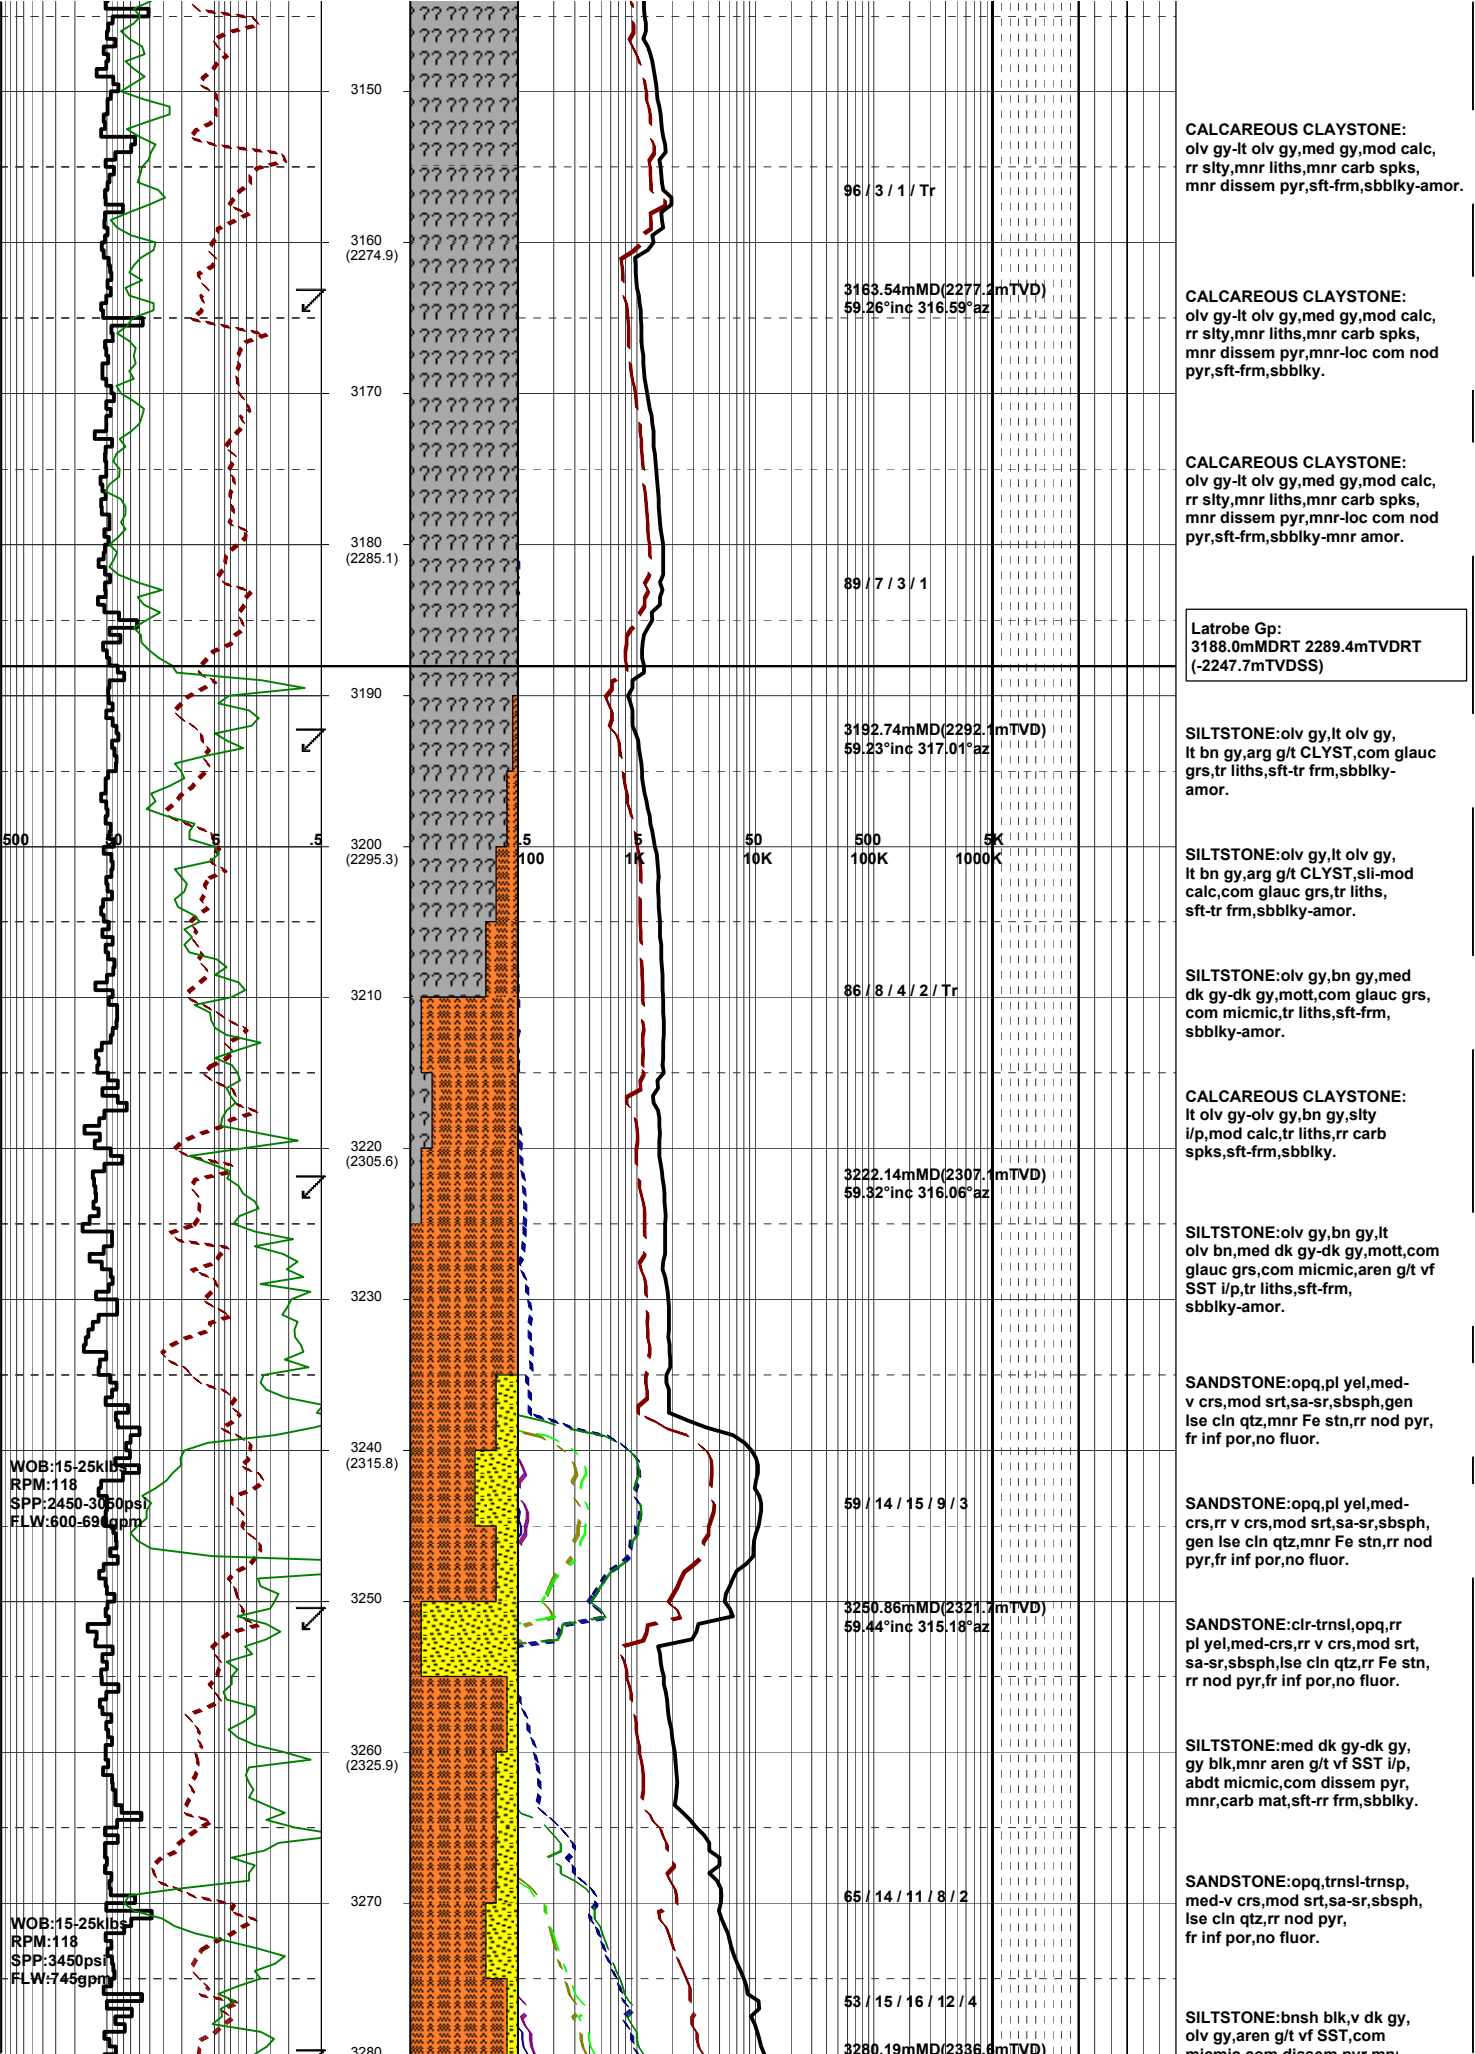 3150
CALCAREOUS CLAYSTONE:
olv gy-lt olv gy,med gy,mod calc,
rr slty,mnr liths,mnr carb spks,
mnr dissem pyr,sft-frm,sbblky-amor.
96 / 3 / 1 / Tr
3160
(2274.9)
3163.54mMD(2277.2mTVD)
59.26°inc 316.59°az
CALCAREOUS CLAYSTONE:
olv gy-lt olv gy,med gy,mod calc,
rr slty,mnr liths,mnr carb spks,
mnr dissem pyr,mnr-loc com nod
pyr,sft-frm,sbblky.
3170
CALCAREOUS CLAYSTONE:
olv gy-lt olv gy,med gy,mod calc,
rr slty,mnr liths,mnr carb spks,
mnr dissem pyr,mnr-loc com nod
pyr,sft-frm,sbblky-mnr amor.
3180
(2285.1)
89 / 7 / 3 / 1
Latrobe Gp:
3188.0mMDRT 2289.4mTVDRT
(-2247.7mTVDSS)
3190
3192.74mMD(2292.1mTVD)
59.23°inc 317.01°az
SILTSTONE:olv gy,lt olv gy,
lt bn gy,arg g/t CLYST,com glauc
grs,tr liths,sft-tr frm,sbblky-
amor.
500 50 5 .5 3200 .5 5 50 500 5K
(2295.3) 100 1K 10K 100K 1000K
SILTSTONE:olv gy,lt olv gy,
lt bn gy,arg g/t CLYST,sli-mod
calc,com glauc grs,tr liths,
sft-tr frm,sbblky-amor.
3210
86 / 8 / 4 / 2 / Tr
SILTSTONE:olv gy,bn gy,med
dk gy-dk gy,mott,com glauc grs,
com micmic,tr liths,sft-frm,
sbblky-amor.
CALCAREOUS CLAYSTONE:
lt olv gy-olv gy,bn gy,slty
i/p,mod calc,tr liths,rr carb
spks,sft-frm,sbblky.
3220
(2305.6)
3222.14mMD(2307.1mTVD)
59.32°inc 316.06°az
SILTSTONE:olv gy,bn gy,lt
olv bn,med dk gy-dk gy,mott,com
glauc grs,com micmic,aren g/t vf
SST i/p,tr liths,sft-frm,
sbblky-amor.
3230
SANDSTONE:opq,pl yel,med-
v crs,mod srt,sa-sr,sbsph,gen
lse cln qtz,mnr Fe stn,rr nod pyr,
fr inf por,no fluor.
3240
(2315.8)
WOB:15-25klbs
RPM:118
SPP:2450-3050psi
FLW:600-690gpm
59 / 14 / 15 / 9 / 3
SANDSTONE:opq,pl yel,med-
crs,rr v crs,mod srt,sa-sr,sbsph,
gen lse cln qtz,mnr Fe stn,rr nod
pyr,fr inf por,no fluor.
3250
3250.86mMD(2321.7mTVD)
59.44°inc 315.18°az
SANDSTONE:clr-trnsl,opq,rr
pl yel,med-crs,rr v crs,mod srt,
sa-sr,sbsph,lse cln qtz,rr Fe stn,
rr nod pyr,fr inf por,no fluor.
3260
(2325.9)
SILTSTONE:med dk gy-dk gy,
gy blk,mnr aren g/t vf SST i/p,
abdt micmic,com dissem pyr,
mnr,carb mat,sft-rr frm,sbblky.
3270
65 / 14 / 11 / 8 / 2
SANDSTONE:opq,trnsl-trnsp,
med-v crs,mod srt,sa-sr,sbsph,
lse cln qtz,rr nod pyr,
fr inf por,no fluor.
WOB:15-25klbs
RPM:118
SPP:3450psi
FLW:745gpm
53 / 15 / 16 / 12 / 4
SILTSTONE:bnsh blk,v dk gy,
olv gy,aren g/t vf SST,com
micmic,com dissem pyr,mnr
3280
3280.19mMD(2336.6mTVD)